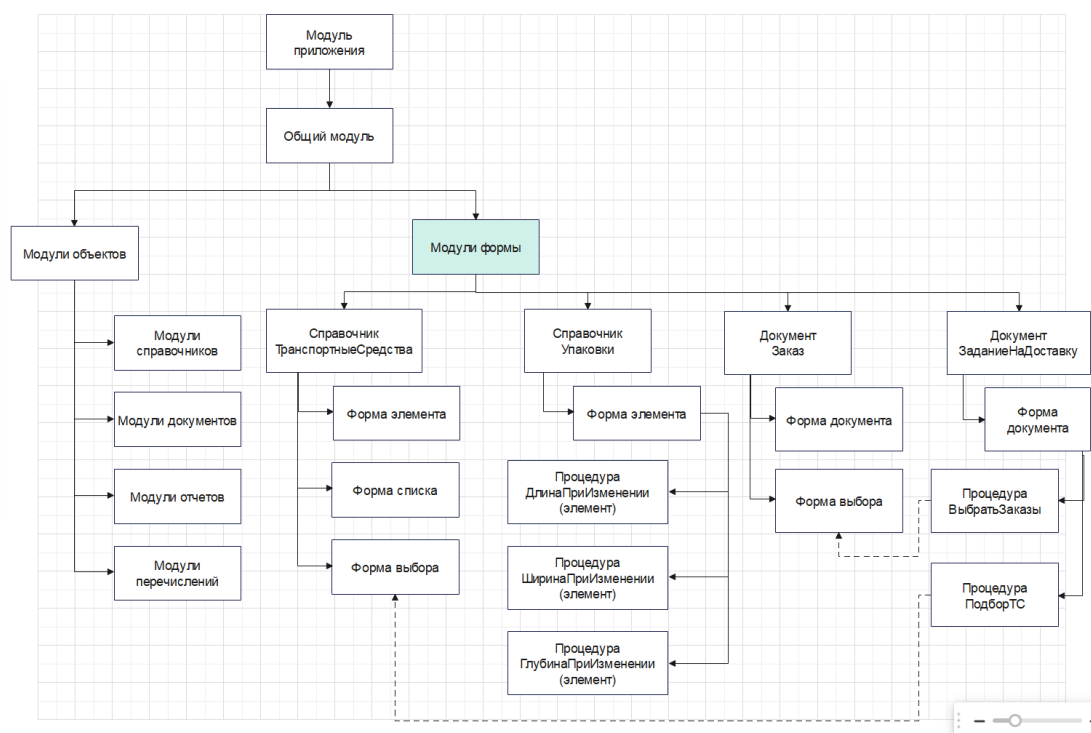 Модуль
приложения
Общий модуль
Модули объектов
Модули формы
Модули
справочников
Модули документов
Модули отчетов
Модули
перечислений
Справочник
ТранспортныеСредства
Форма элемента
Форма списка
Форма выбора
Справочник
Упаковки
Форма элемента
Процедура
ДлинаПриИзменении
(элемент)
Процедура
ШиринаПриИзменении
(элемент)
Процедура
ГлубинаПриИзменении
(элемент)
Документ
Заказ
Форма документа
Форма выбора
Документ
ЗаданиеНаДоставку
Форма
документа
Процедура
ВыбратьЗаказы
Процедура
ПодборТС